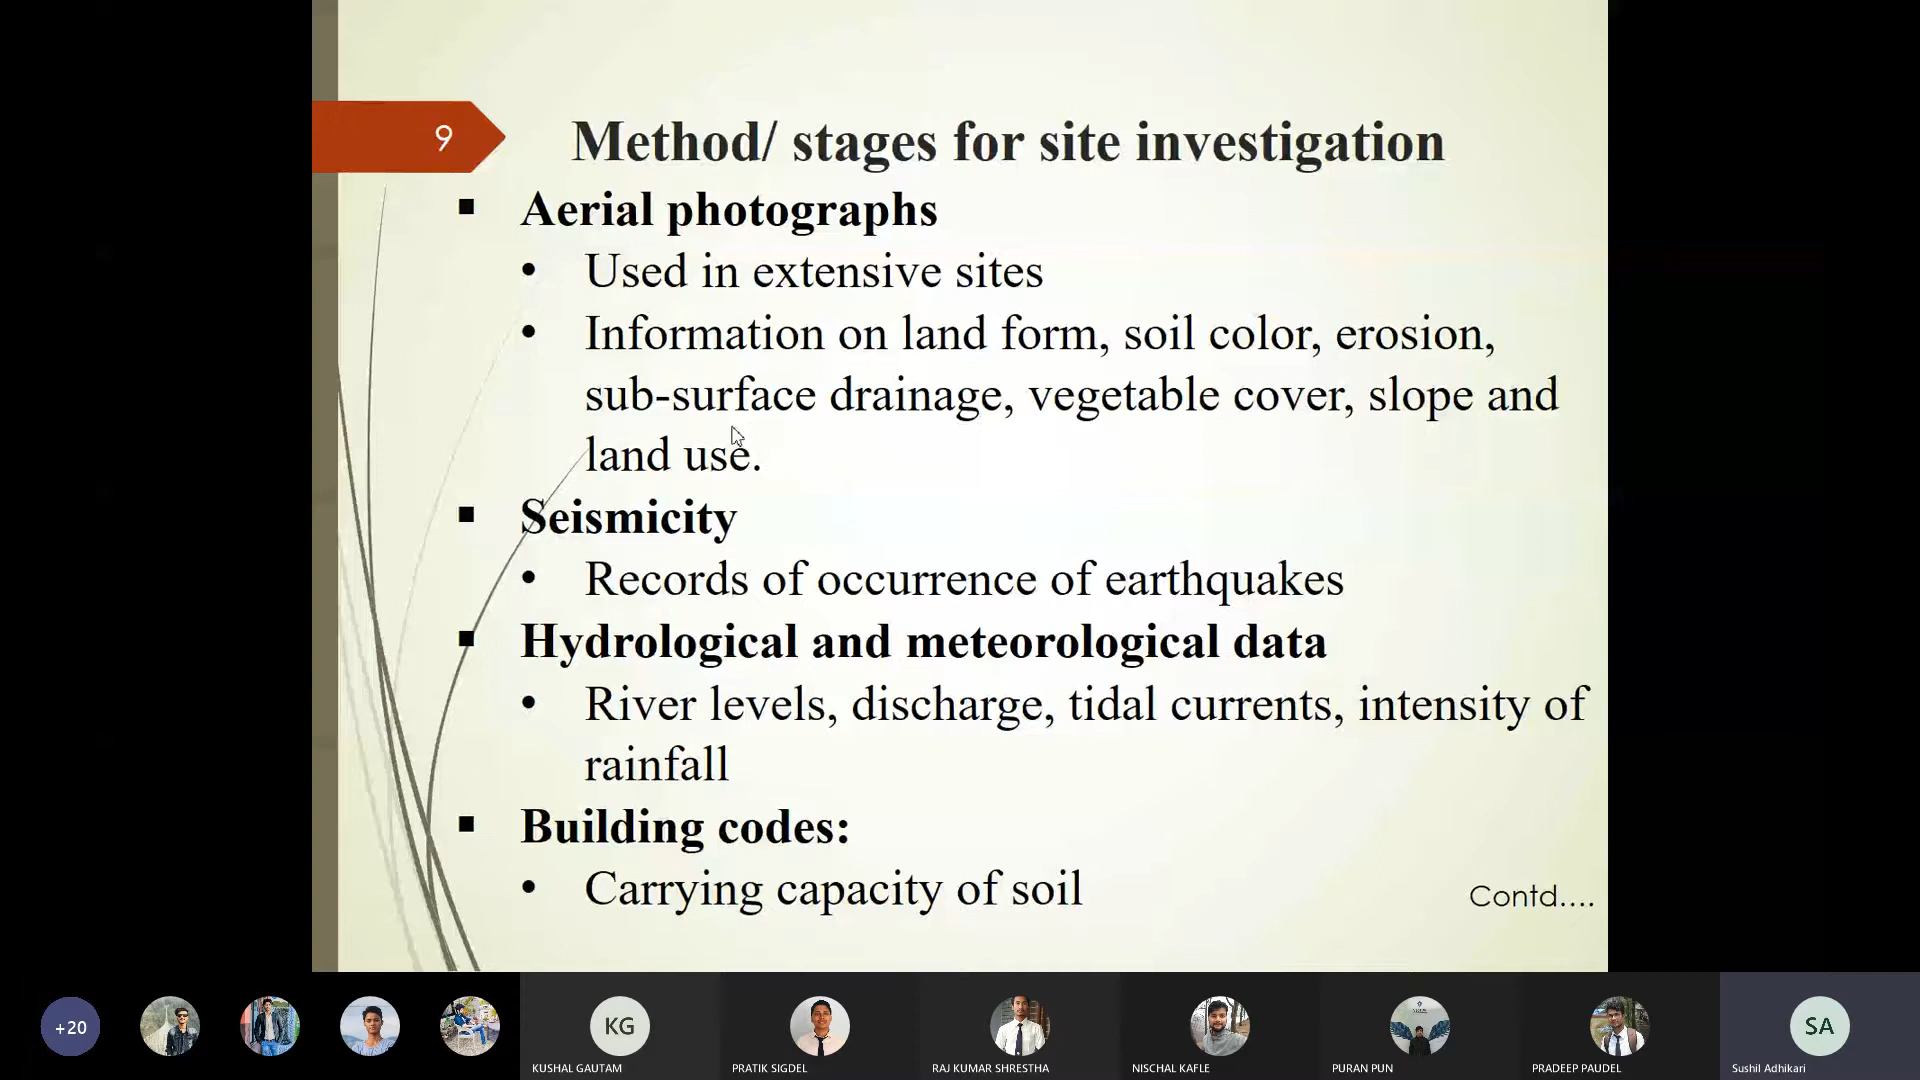 9
Method/ stages for site investigation
▪ Aerial photographs
• Used in extensive sites
• Information on land form, soil color, erosion,
sub-surface drainage, vegetable cover, slope and
land use.
▪ Seismicity
• Records of occurrence of earthquakes
▪ Hydrological and meteorological data
• River levels, discharge, tidal currents, intensity of
rainfall
▪ Building codes:
• Carrying capacity of soil
Contd....
+20
KG
SA
KUSHAL GAUTAM
PRATIK SIGDEL
RAJ KUMAR SHRESTHA
NISCHAL KAFLE
PURAN PUN
PRADEEP PAUDEL
Sushil Adhikari